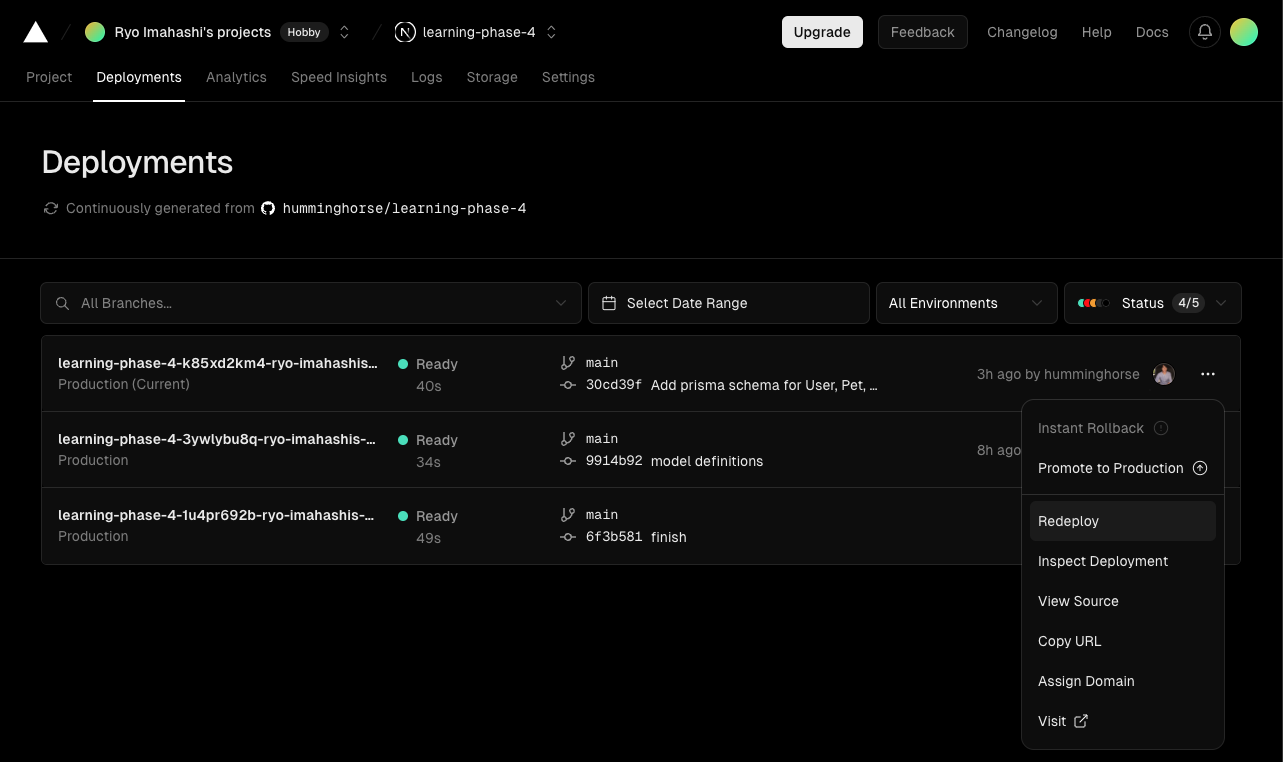 Ryo Imahashi's projects Hobby learning-phase-4 Upgrade Feedback Changelog Help Docs
Project Deployments Analytics Speed Insights Logs Storage Settings
Deployments
Continuously generated from humminghorse/learning-phase-4
All Branches... Select Date Range All Environments Status 4/5
learning-phase-4-k85xd2km4-ryo-imahashis... Ready main
Production (Current) 40s 30cd39f Add prisma schema for User, Pet, ... 3h ago by humminghorse
learning-phase-4-3ywlybu8q-ryo-imahashis-... Ready main
Production 34s 9914b92 model definitions 8h ago
learning-phase-4-1u4pr692b-ryo-imahashis-... Ready main
Production 49s 6f3b581 finish
Instant Rollback
Promote to Production
Redeploy
Inspect Deployment
View Source
Copy URL
Assign Domain
Visit